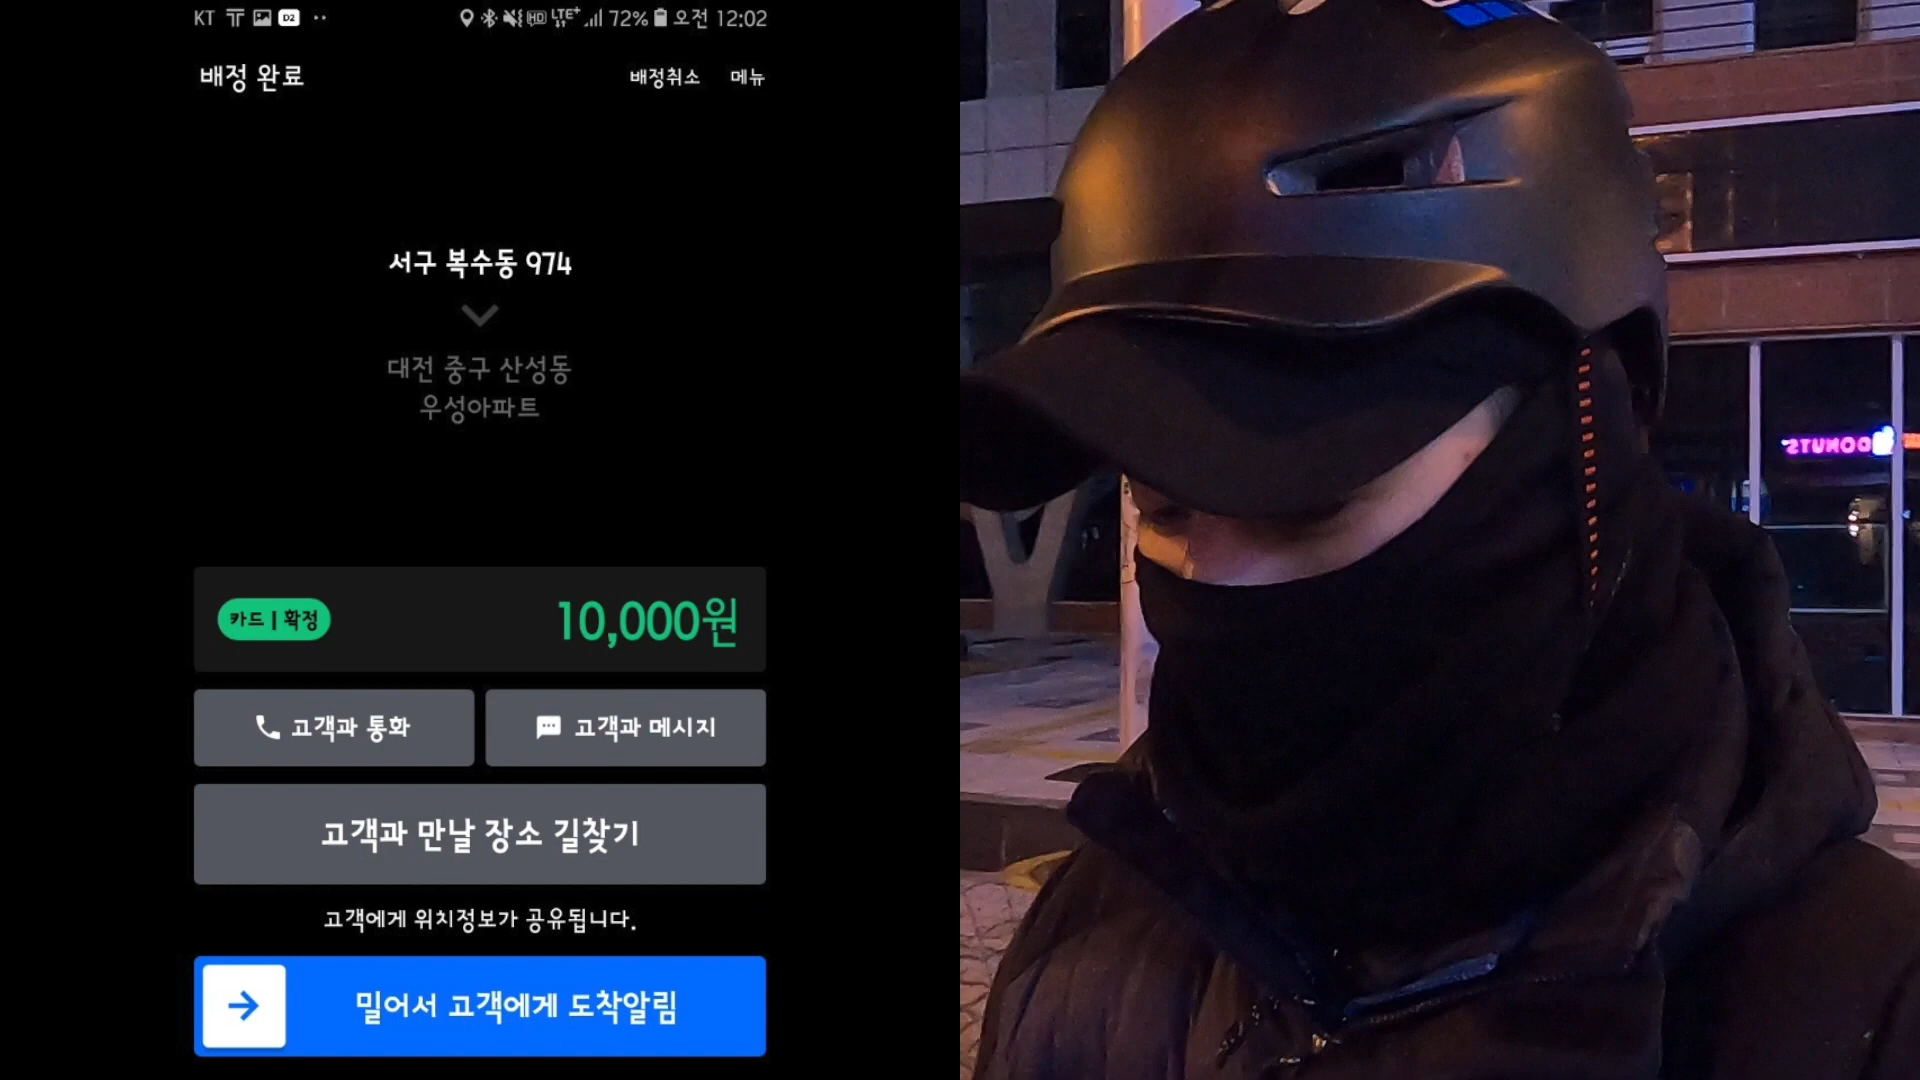 KT D2 HD LTE+ 72% 오전 12:02
배정 완료 배정취소 메뉴
서구 복수동 974
대전 중구 산성동
우성아파트
카드 | 확정 10,000원
고객과 통화 고객과 메시지
고객과 만날 장소 길찾기
고객에게 위치정보가 공유됩니다.
밀어서 고객에게 도착알림
DONUTS